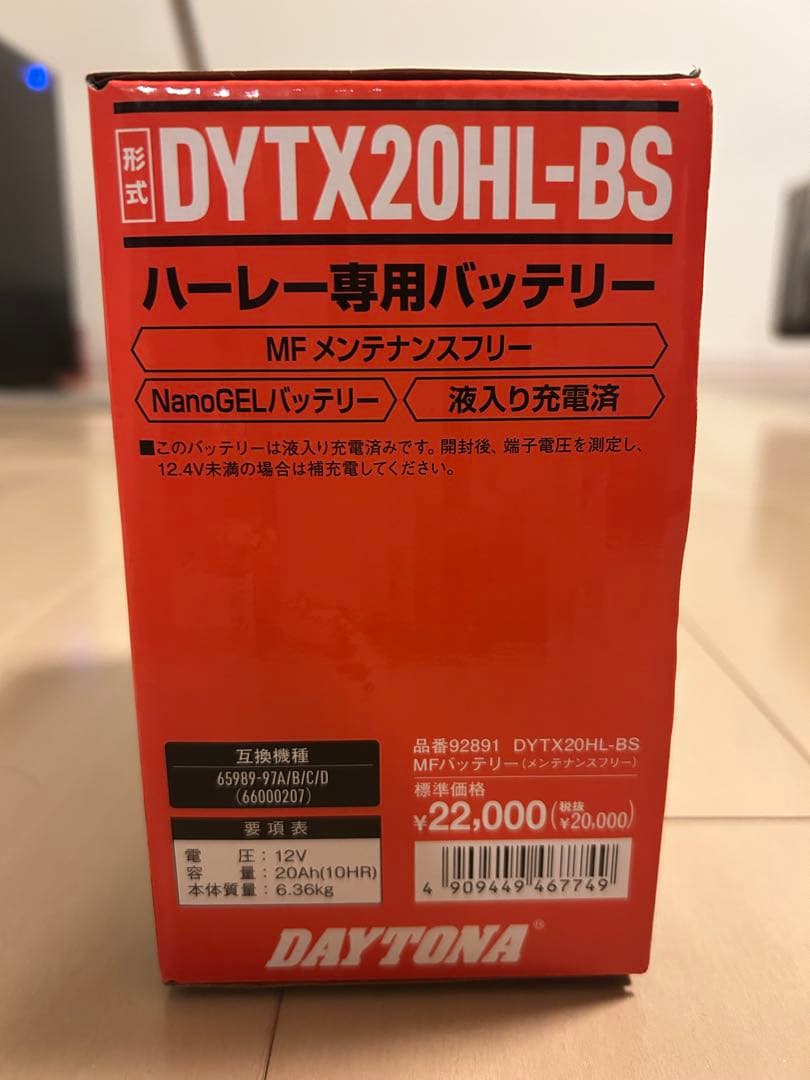 形式 DYTX20HL-BS
ハーレー専用バッテリー
MF メンテナンスフリー
NanoGELバッテリー 液入り充電済
■このバッテリーは液入り充電済みです。開封後、端子電圧を測定し、
12.4V未満の場合は補充電してください。
互換機種
65989-97A/B/C/D
(66000207)
要項表
電圧：12V
容量：20Ah(10HR)
本体質量：6.36kg
品番92891 DYTX20HL-BS
MFバッテリー(メンテナンスフリー)
標準価格
¥22,000(税抜¥20,000)
4 909449 467749
DAYTONA®